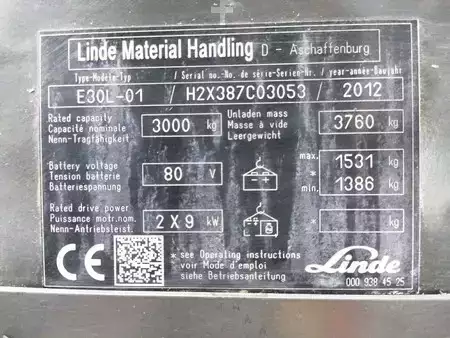 Linde Material Handling D - Aschaffenburg
Type-Modele-Typ / Serial no.-No. de série-Serien-Nr. / year-année-Baujahr
E30L-01 / H2X387C03053 / 2012
Rated capacity
Capacité nominale
Nenn-Tragfähigkeit
3000 kg
Unladen mass
Masse à vide
Leergewicht
3760 kg
Battery voltage
Tension batterie
Batteriespannung
80 V
max. 1531 kg
*
min. 1386 kg
Rated drive power
Puissance motr.nom.
Nenn-Antriebsleist.
2 X 9 kW
* * kg
CE
* see Operating instructions
voir Mode d'emploi
siehe Betriebsanleitung
Linde
000 938 45 25